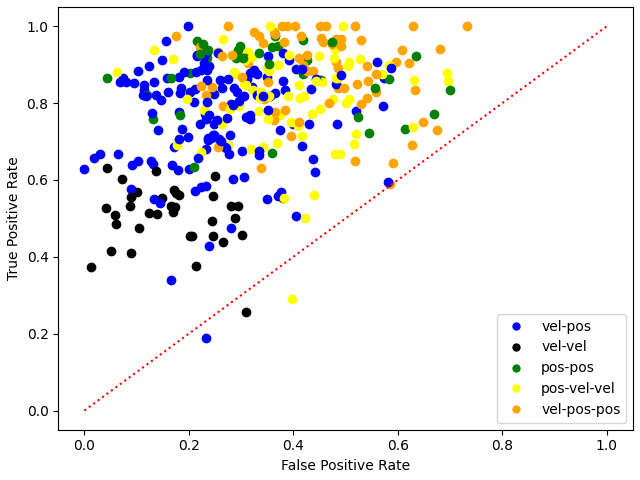 1.0
0.8
0.6
0.4
0.2
0.0
True Positive Rate
0.0 0.2 0.4 0.6 0.8 1.0
False Positive Rate
vel-pos
vel-vel
pos-pos
pos-vel-vel
vel-pos-pos